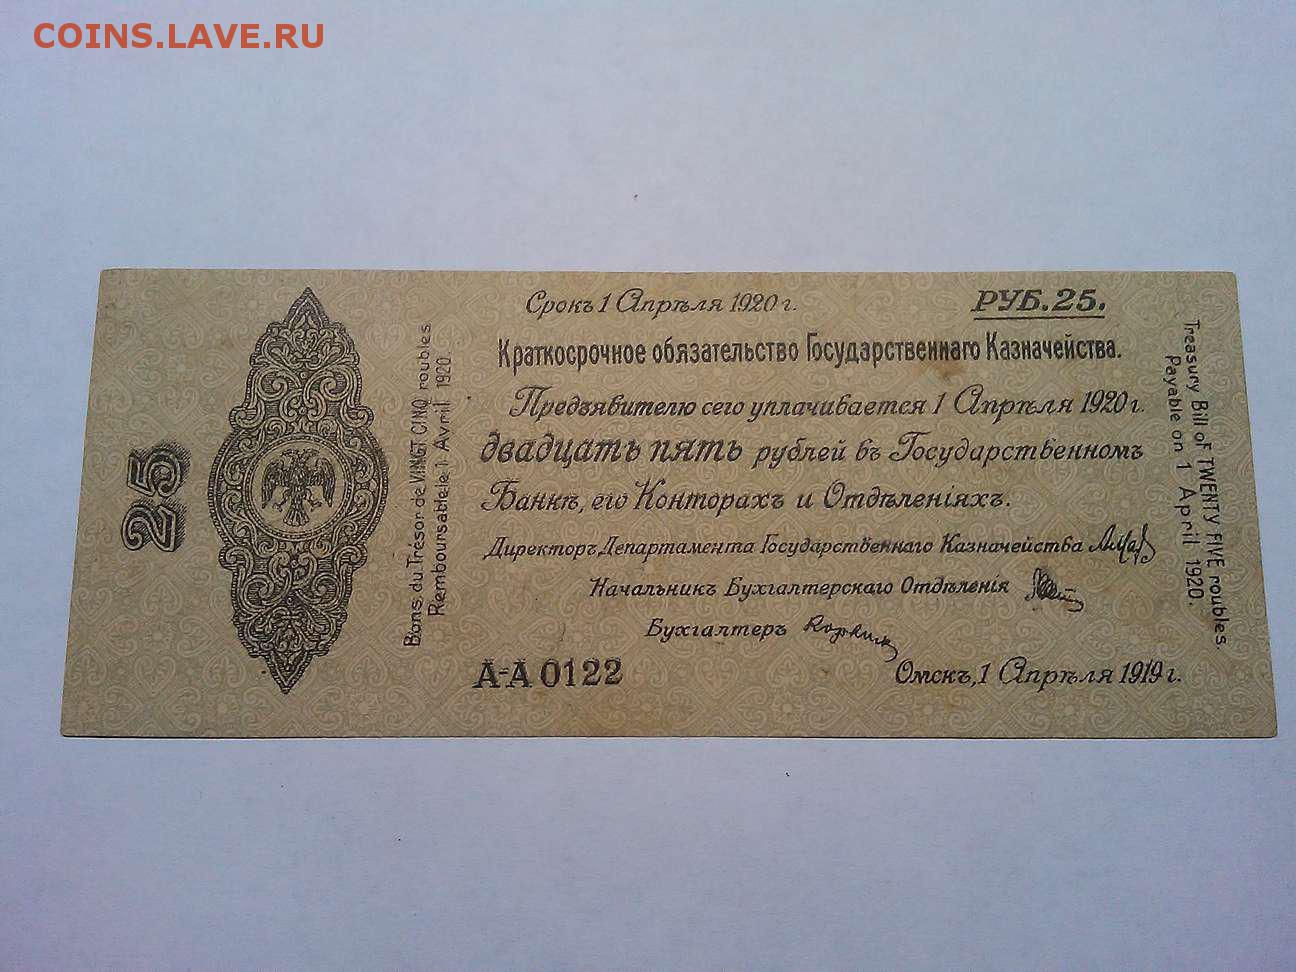 COINS.LAVE.RU
25
Bons du Trésor de VINGT CINQ roubles
Remboursable le 1 Avril 1920.
Срокъ 1 Апрѣля 1920 г.
РУБ. 25.
Краткосрочное обязательство Государственнаго Казначейства.
Предъявителю сего уплачивается 1 Апрѣля 1920 г.
двадцать пять рублей въ Государственномъ
Банкѣ, его Конторахъ и Отдѣленіяхъ.
Директоръ Департамента Государственнаго Казначейства
Начальникъ Бухгалтерскаго Отдѣленія
Бухгалтеръ
А-А 0122
Омскъ, 1 Апрѣля 1919 г.
Treasury Bill of TWENTY FIVE roubles.
Payable on 1 April 1920.